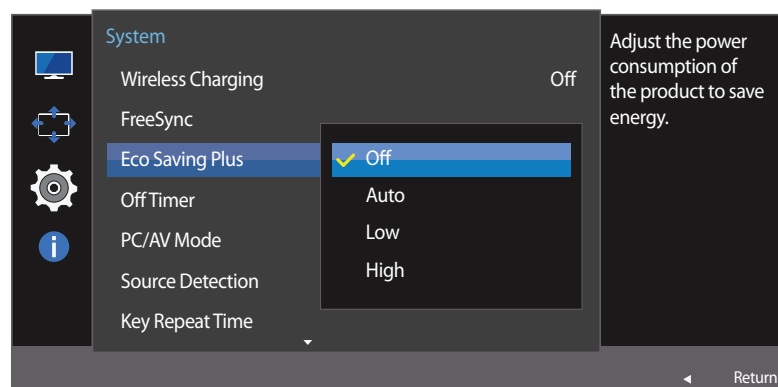 System
Wireless Charging Off
FreeSync
Eco Saving Plus
Off Timer
PC/AV Mode
Source Detection
Key Repeat Time
Off
Auto
Low
High
Adjust the power
consumption of
the product to save
energy.
Return